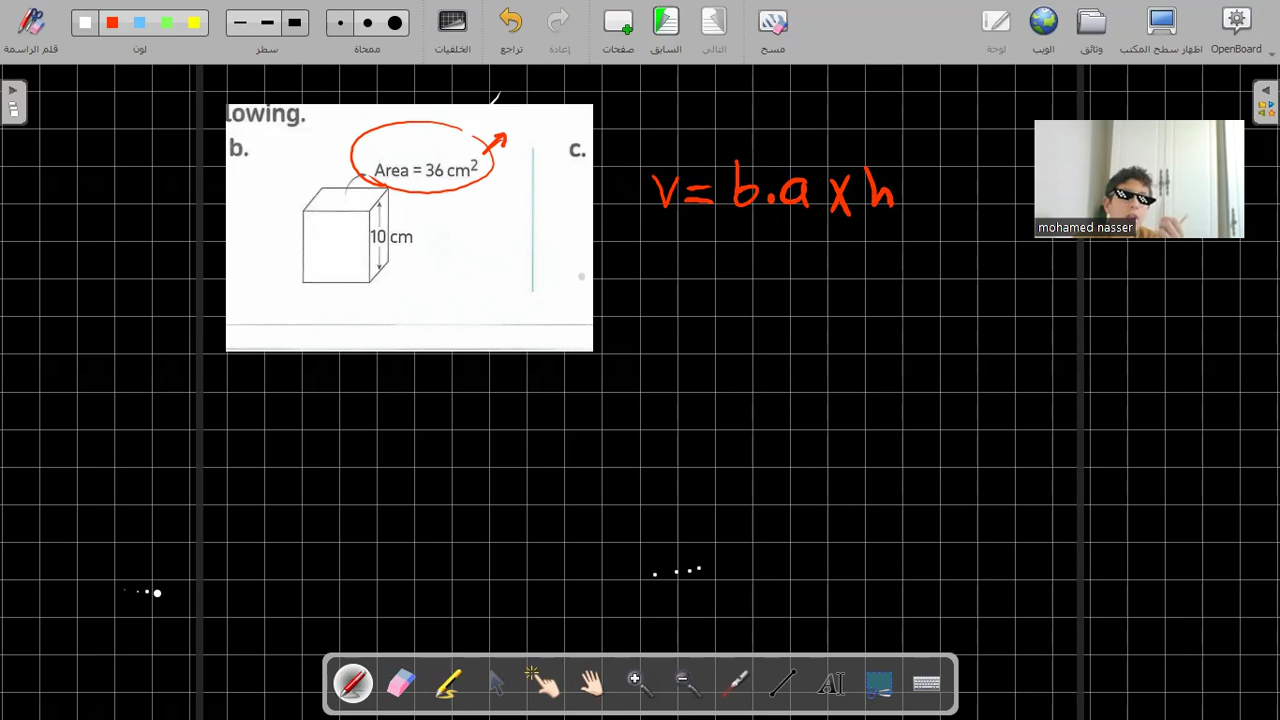 قلم الراسمة
لون
سطر
ممحاة
الخلفيات
تراجع
إعادة
صفحات
السابق
التالي
مسح
لوحة
الويب
وثائق
اظهار سطح المكتب
OpenBoard
lowing.
b.
Area = 36 cm²
c.
10 cm
v= b.a x h
mohamed nasser